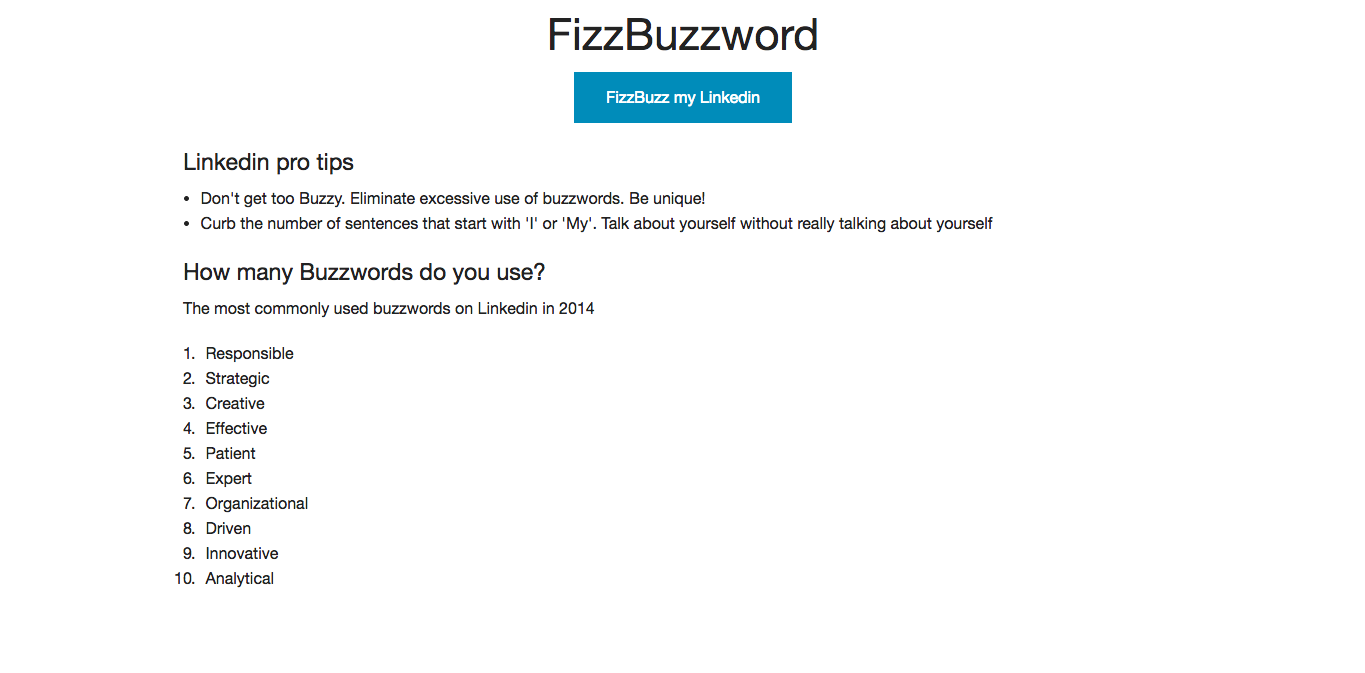 FizzBuzzword
FizzBuzz my Linkedin
Linkedin pro tips
• Don't get too Buzzy. Eliminate excessive use of buzzwords. Be unique!
• Curb the number of sentences that start with 'I' or 'My'. Talk about yourself without really talking about yourself
How many Buzzwords do you use?
The most commonly used buzzwords on Linkedin in 2014
1. Responsible
2. Strategic
3. Creative
4. Effective
5. Patient
6. Expert
7. Organizational
8. Driven
9. Innovative
10. Analytical